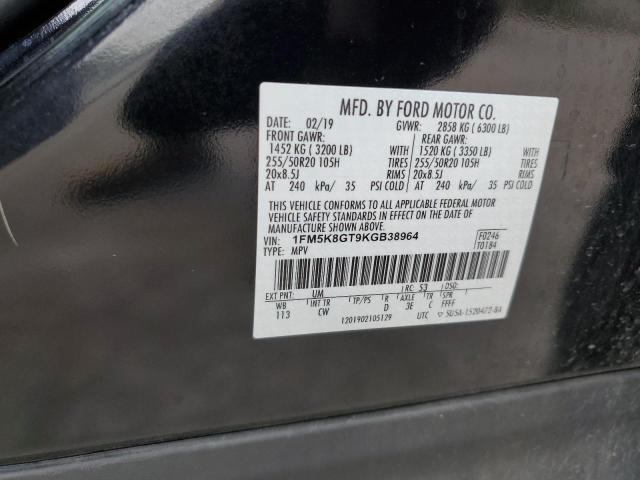 MFD. BY FORD MOTOR CO.
DATE: 02/19 GVWR: 2858 KG ( 6300 LB)
FRONT GAWR: REAR GAWR:
1452 KG ( 3200 LB) WITH 1520 KG ( 3350 LB) WITH
255/50R20 105H TIRES 255/50R20 105H TIRES
20x8.5J RIMS 20x8.5J RIMS
AT 240 kPa/ 35 PSI COLD AT 240 kPa/ 35 PSI COLD
THIS VEHICLE CONFORMS TO ALL APPLICABLE FEDERAL MOTOR
VEHICLE SAFETY STANDARDS IN EFFECT ON THE DATE OF
MANUFACTURE SHOWN ABOVE.
VIN: 1FM5K8GT9KGB38964 F0246
TYPE: MPV T0184
EXT PNT: UM RC: 53 DSO:
WB INT TR TP/PS R AXLE TR SPR
113 CW D 3E C FFFF
1201902105129 UTC ▽ 5U5A-1520472-BA